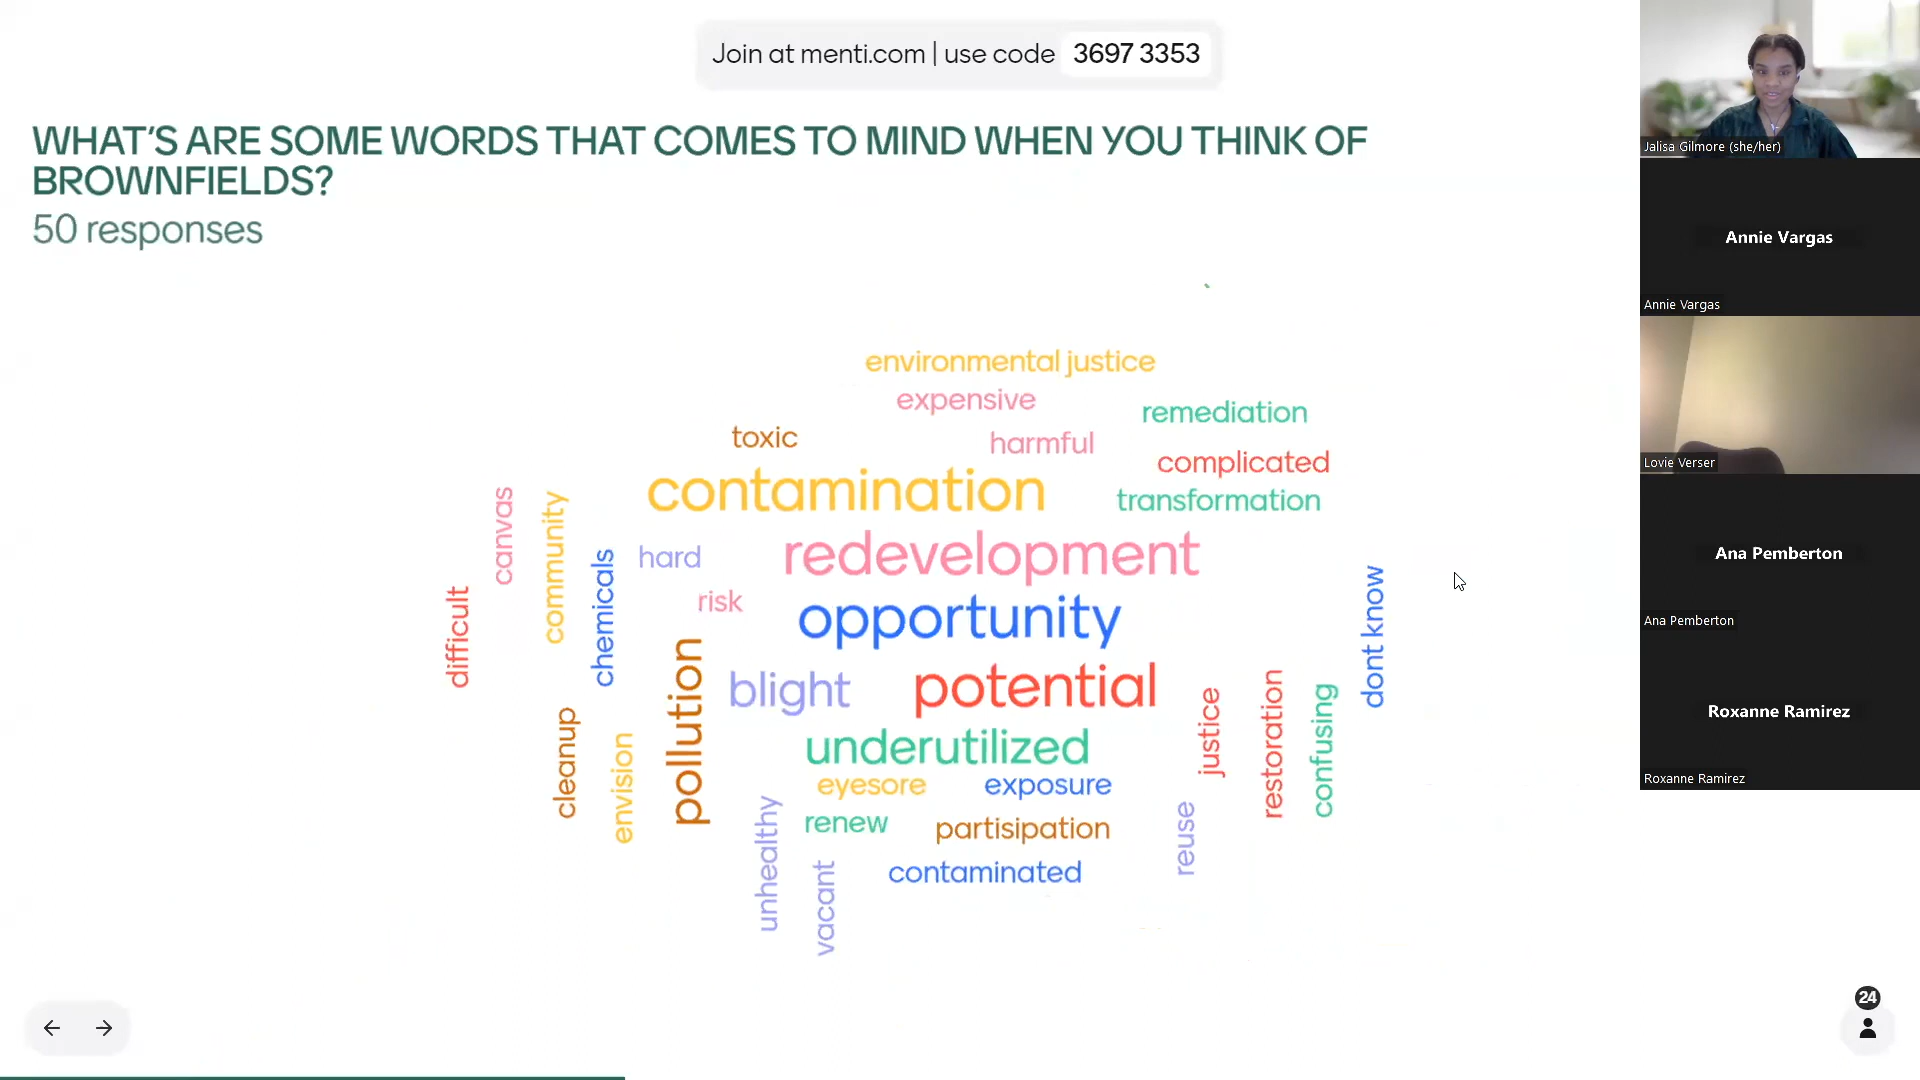 Join at menti.com | use code 3697 3353
WHAT'S ARE SOME WORDS THAT COMES TO MIND WHEN YOU THINK OF
BROWNFIELDS?
50 responses
environmental justice
expensive
remediation
toxic
harmful
complicated
contamination
transformation
canvas
community
chemicals
hard
redevelopment
difficult
risk
opportunity
dont know
pollution
blight
potential
justice
restoration
confusing
cleanup
envision
underutilized
eyesore
exposure
unhealthy
renew
partisipation
reuse
vacant
contaminated
24
Jalisa Gilmore (she/her)
Annie Vargas
Annie Vargas
Lovie Verser
Ana Pemberton
Ana Pemberton
Roxanne Ramirez
Roxanne Ramirez